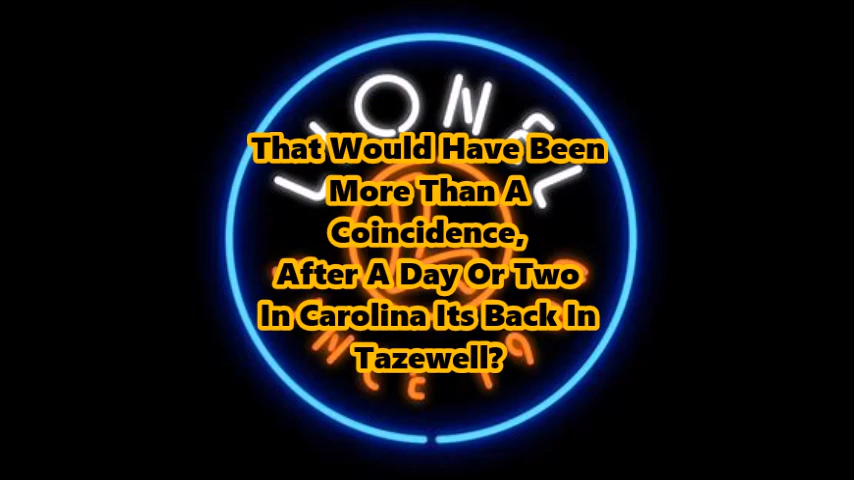 LIONEL
That Would Have Been
More Than A
Coincidence,
After A Day Or Two
In Carolina Its Back In
Tazewell?